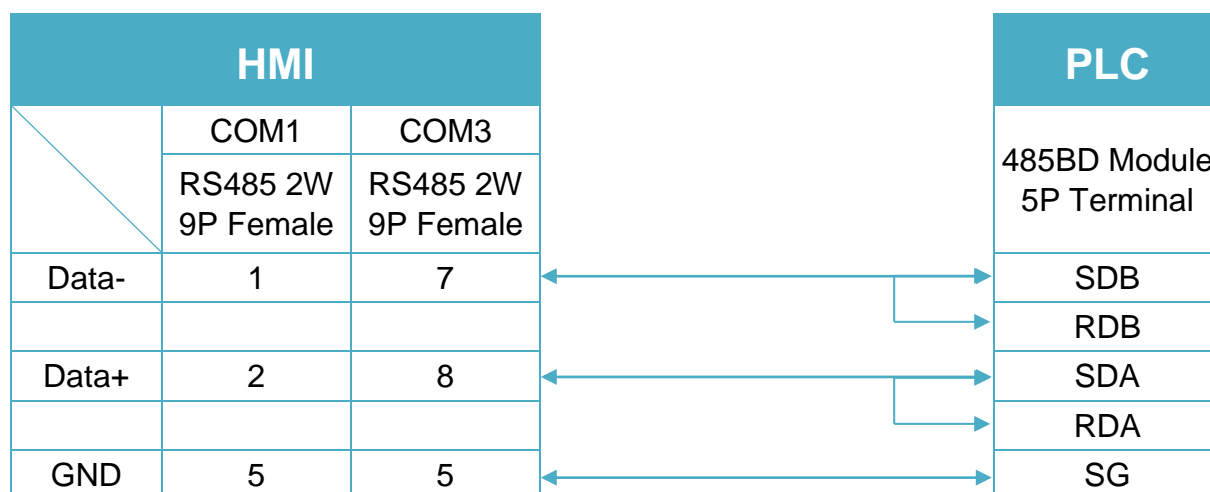 HMI PLC
COM1 COM3
RS485 2W RS485 2W
9P Female 9P Female
485BD Module
5P Terminal
Data- 1 7 SDB
RDB
Data+ 2 8 SDA
RDA
GND 5 5 SG